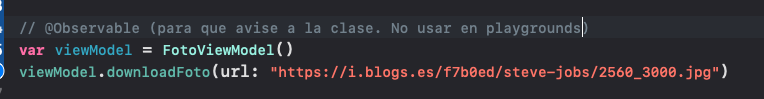 // @Observable (para que avise a la clase. No usar en playgrounds)
var viewModel = FotoViewModel()
viewModel.downloadFoto(url: "https://i.blogs.es/f7b0ed/steve-jobs/2560_3000.jpg")